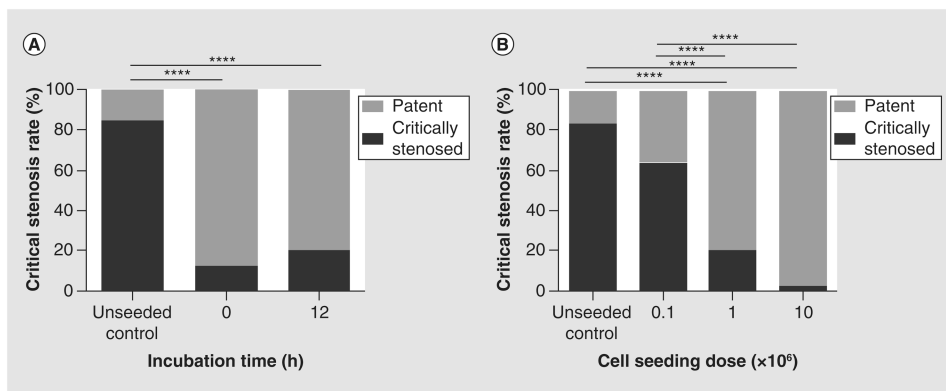 A
****
****
Critical stenosis rate (%)
100
80
60
40
20
0
Patent
Critically
stenosed
Unseeded
control
0
12
Incubation time (h)
B
****
****
****
****
Critical stenosis rate (%)
100
80
60
40
20
0
Patent
Critically
stenosed
Unseeded
control
0.1
1
10
Cell seeding dose (×10⁶)